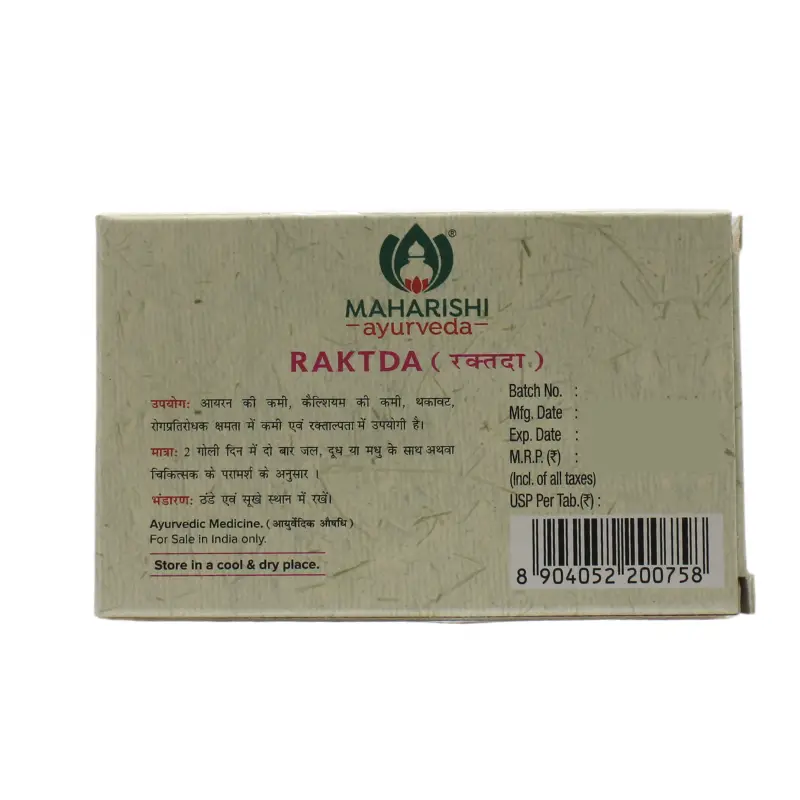 ®
MAHARISHI
ayurveda
RAKTDA ( रक्तदा )
उपयोग: आयरन की कमी, कैल्शियम की कमी, थकावट,
रोगप्रतिरोधक क्षमता में कमी एवं रक्ताल्पता में उपयोगी है।
मात्रा: 2 गोली दिन में दो बार जल, दूध या मधु के साथ अथवा
चिकित्सक के परामर्श के अनुसार ।
भंडारण: ठंडे एवं सूखे स्थान में रखें।
Ayurvedic Medicine. ( आयुर्वेदिक औषधि )
For Sale in India only.
Store in a cool & dry place.
Batch No. :
Mfg. Date :
Exp. Date :
M.R.P. (₹) :
(Incl. of all taxes)
USP Per Tab.(₹) :
8 904052 200758